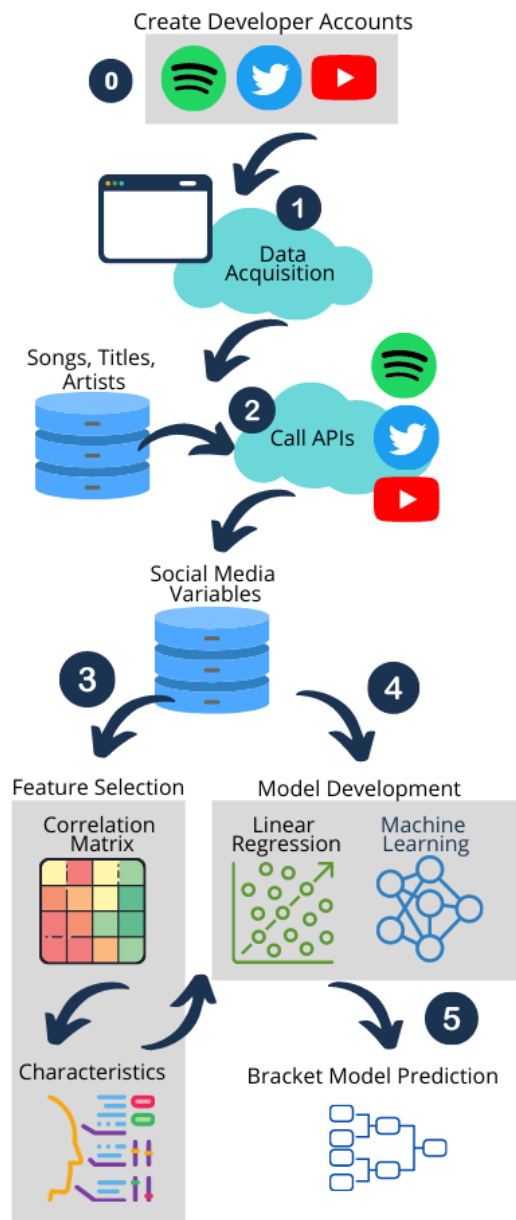 Create Developer Accounts
0
1
Data
Acquisition
Songs, Titles,
Artists
2
Call APIs
Social Media
Variables
3
4
Feature Selection
Model Development
Correlation
Matrix
Linear
Regression
Machine
Learning
5
Characteristics
Bracket Model Prediction